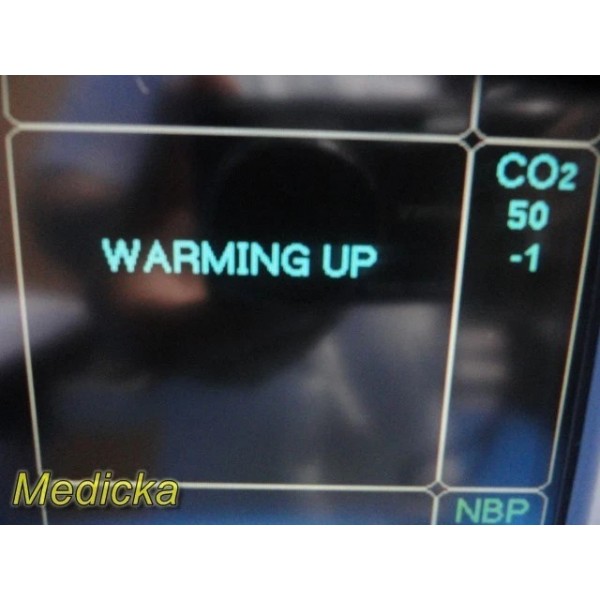 CO2
50
-1
WARMING UP
Medicka
NBP